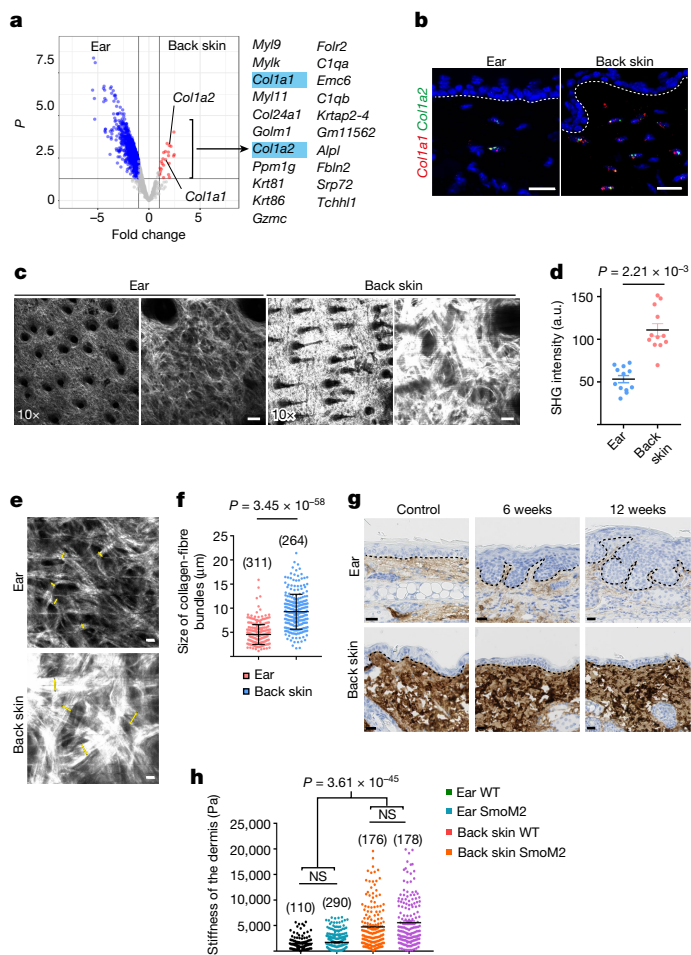 a
Ear
Back skin
7.5
5.0
2.5
0
P
−5
0
5
Fold change
Col1a2
Col1a1
Myl9
Mylk
Col1a1
Myl11
Col24a1
Golm1
Col1a2
Ppm1g
Krt81
Krt86
Gzmc
Folr2
C1qa
Emc6
C1qb
Krtap2-4
Gm11562
Alpl
Fbln2
Srp72
Tchhl1
b
Ear
Back skin
Col1a1 Col1a2
c
Ear
Back skin
10×
10×
d
P = 2.21 × 10−3
SHG intensity (a.u.)
150
100
50
Ear
Back
skin
e
Ear
Back skin
f
P = 3.45 × 10−58
Size of collagen-fibre
bundles (μm)
25
20
15
10
5
(311)
(264)
Ear
Back skin
g
Control
6 weeks
12 weeks
Ear
Back skin
h
P = 3.61 × 10−45
NS
NS
Stiffness of the dermis (Pa)
25,000
20,000
15,000
10,000
5,000
(110)
(290)
(176)
(178)
Ear WT
Ear SmoM2
Back skin WT
Back skin SmoM2